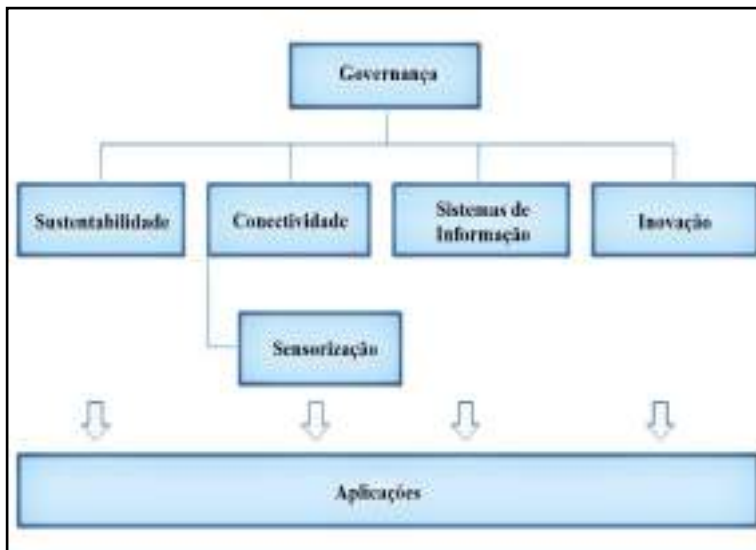 Governança
Sustentabilidade
Conectividade
Sistemas de
Informação
Inovação
Sensorização
Aplicações